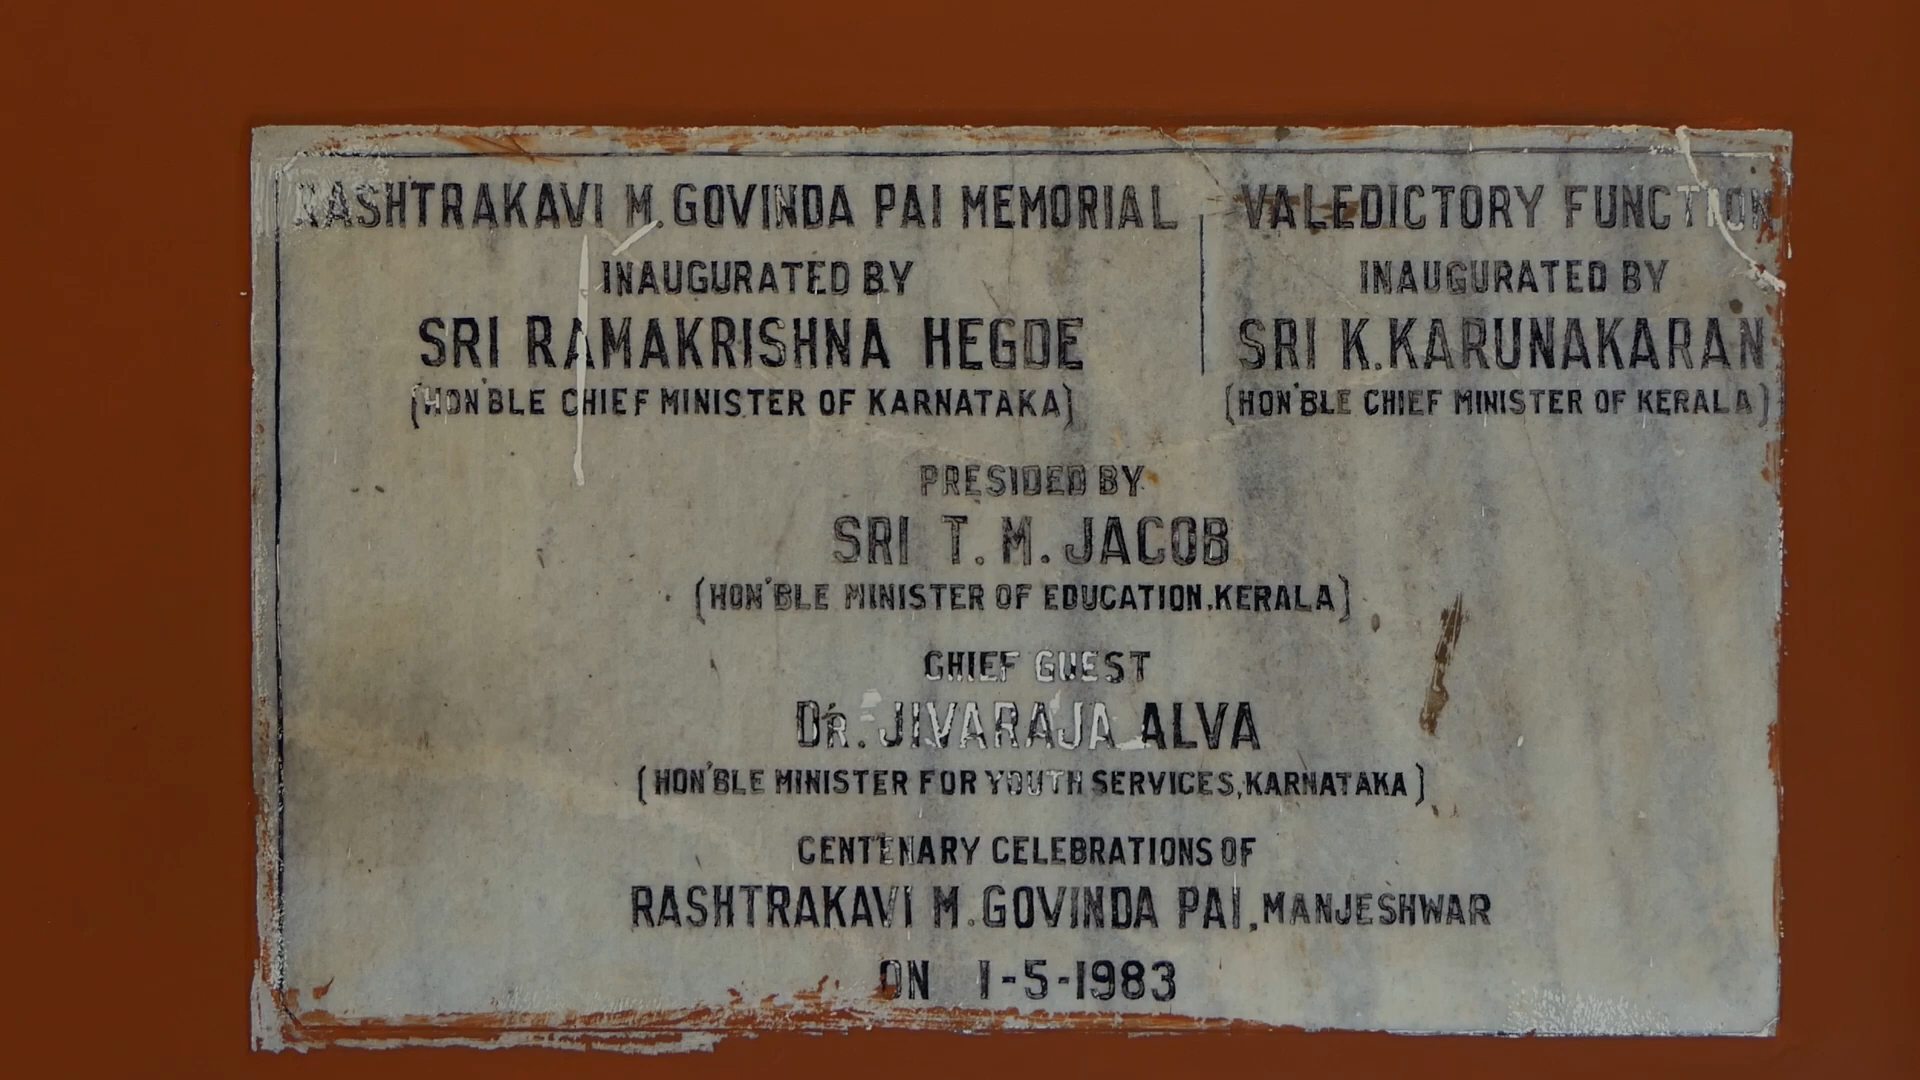 RASHTRAKAVI M.GOVINDA PAI MEMORIAL
INAUGURATED BY
SRI RAMAKRISHNA HEGDE
(HON'BLE CHIEF MINISTER OF KARNATAKA)
VALEDICTORY FUNCTION
INAUGURATED BY
SRI K.KARUNAKARAN
(HON'BLE CHIEF MINISTER OF KERALA)
PRESIDED BY
SRI T. M. JACOB
(HON'BLE MINISTER OF EDUCATION, KERALA)
CHIEF GUEST
DR. JIVARAJA ALVA
(HON'BLE MINISTER FOR YOUTH SERVICES, KARNATAKA)
CENTENARY CELEBRATIONS OF
RASHTRAKAVI M.GOVINDA PAI, MANJESHWAR
ON 1-5-1983